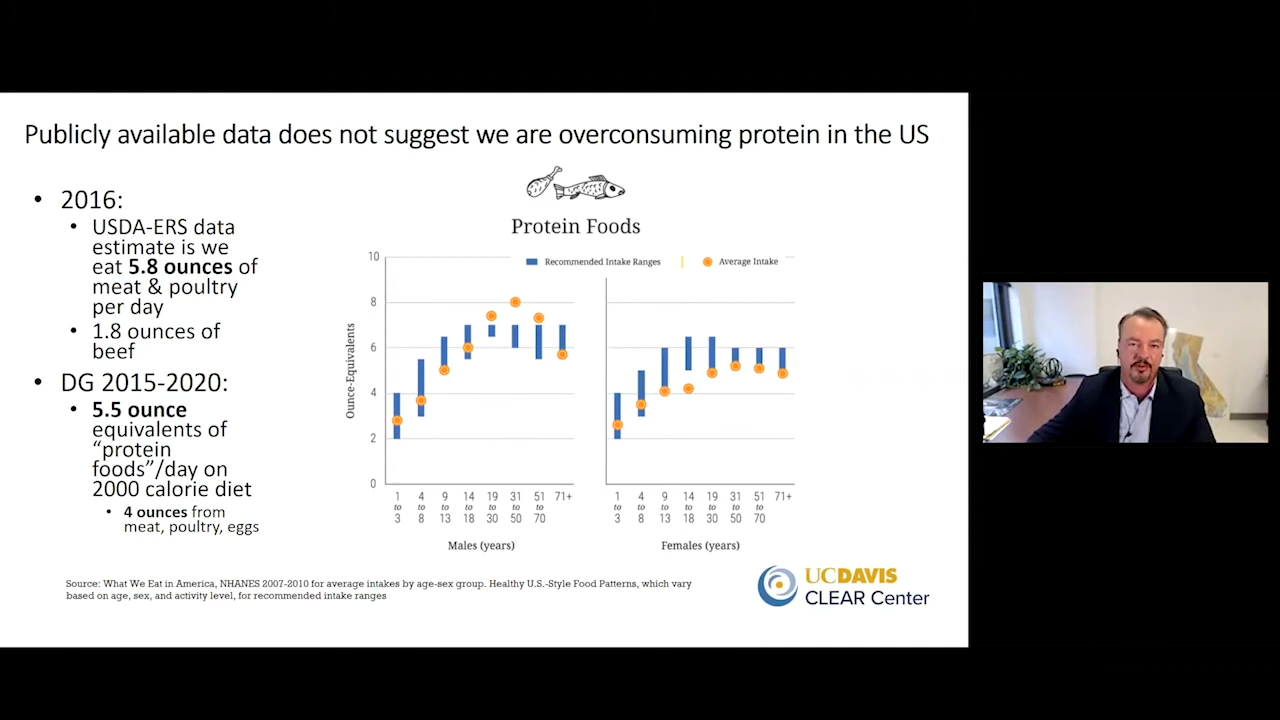 Publicly available data does not suggest we are overconsuming protein in the US
• 2016:
• USDA-ERS data
estimate is we
eat 5.8 ounces of
meat & poultry
per day
• 1.8 ounces of
beef
• DG 2015-2020:
• 5.5 ounce
equivalents of
“protein
foods”/day on
2000 calorie diet
• 4 ounces from
meat, poultry, eggs
Protein Foods
Recommended Intake Ranges
Average Intake
Ounce-Equivalents
10
8
6
4
2
0
1 to 3
4 to 8
9 to 13
14 to 18
19 to 30
31 to 50
51 to 70
71+
Males (years)
1 to 3
4 to 8
9 to 13
14 to 18
19 to 30
31 to 50
51 to 70
71+
Females (years)
Source: What We Eat in America, NHANES 2007-2010 for average intakes by age-sex group. Healthy U.S.-Style Food Patterns, which vary
based on age, sex, and activity level, for recommended intake ranges
UCDAVIS
CLEAR Center